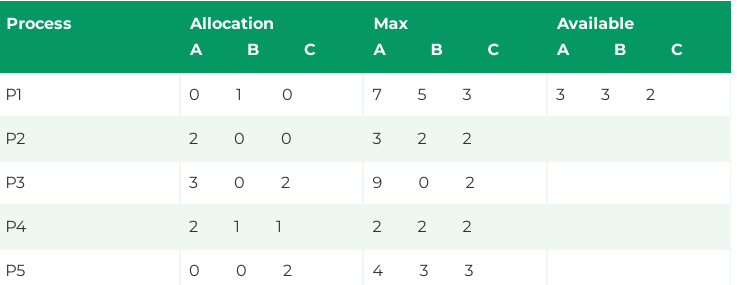 Process Allocation Max Available
A B C A B C A B C
P1 0 1 0 7 5 3 3 3 2
P2 2 0 0 3 2 2
P3 3 0 2 9 0 2
P4 2 1 1 2 2 2
P5 0 0 2 4 3 3